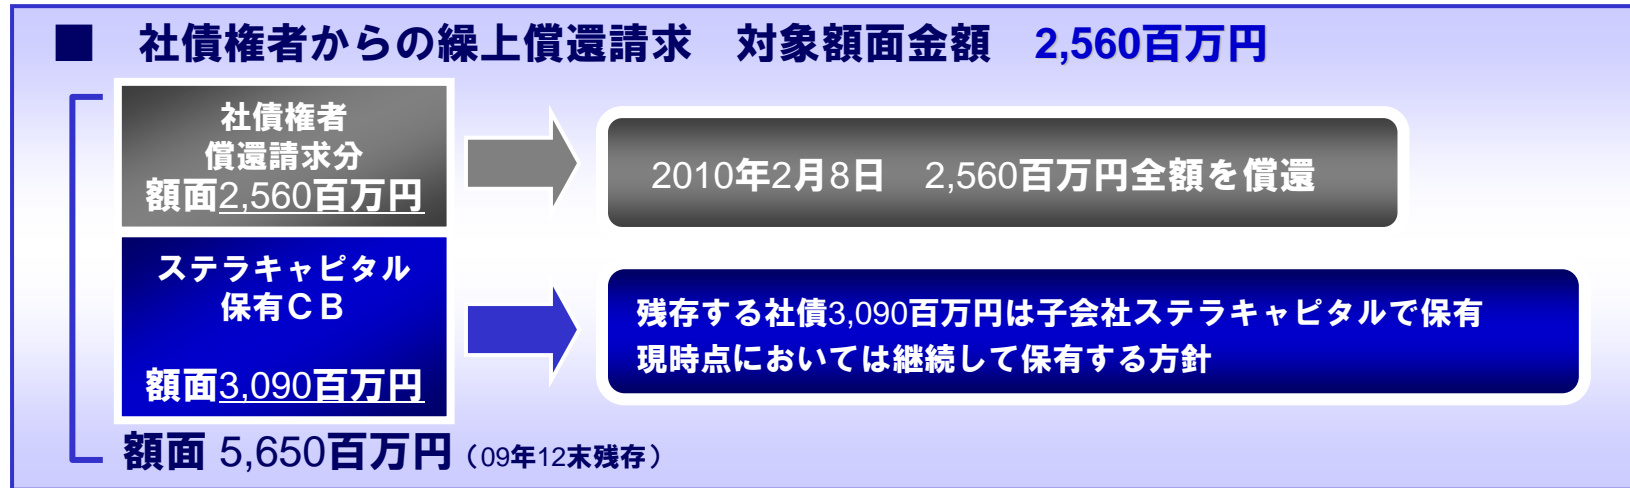 ■ 社債権者からの繰上償還請求 対象額面金額 2,560百万円
社債権者
償還請求分
額面2,560百万円
2010年2月8日 2,560百万円全額を償還
ステラキャピタル
保有ＣＢ
額面3,090百万円
残存する社債3,090百万円は子会社ステラキャピタルで保有
現時点においては継続して保有する方針
額面 5,650百万円（09年12末残存）